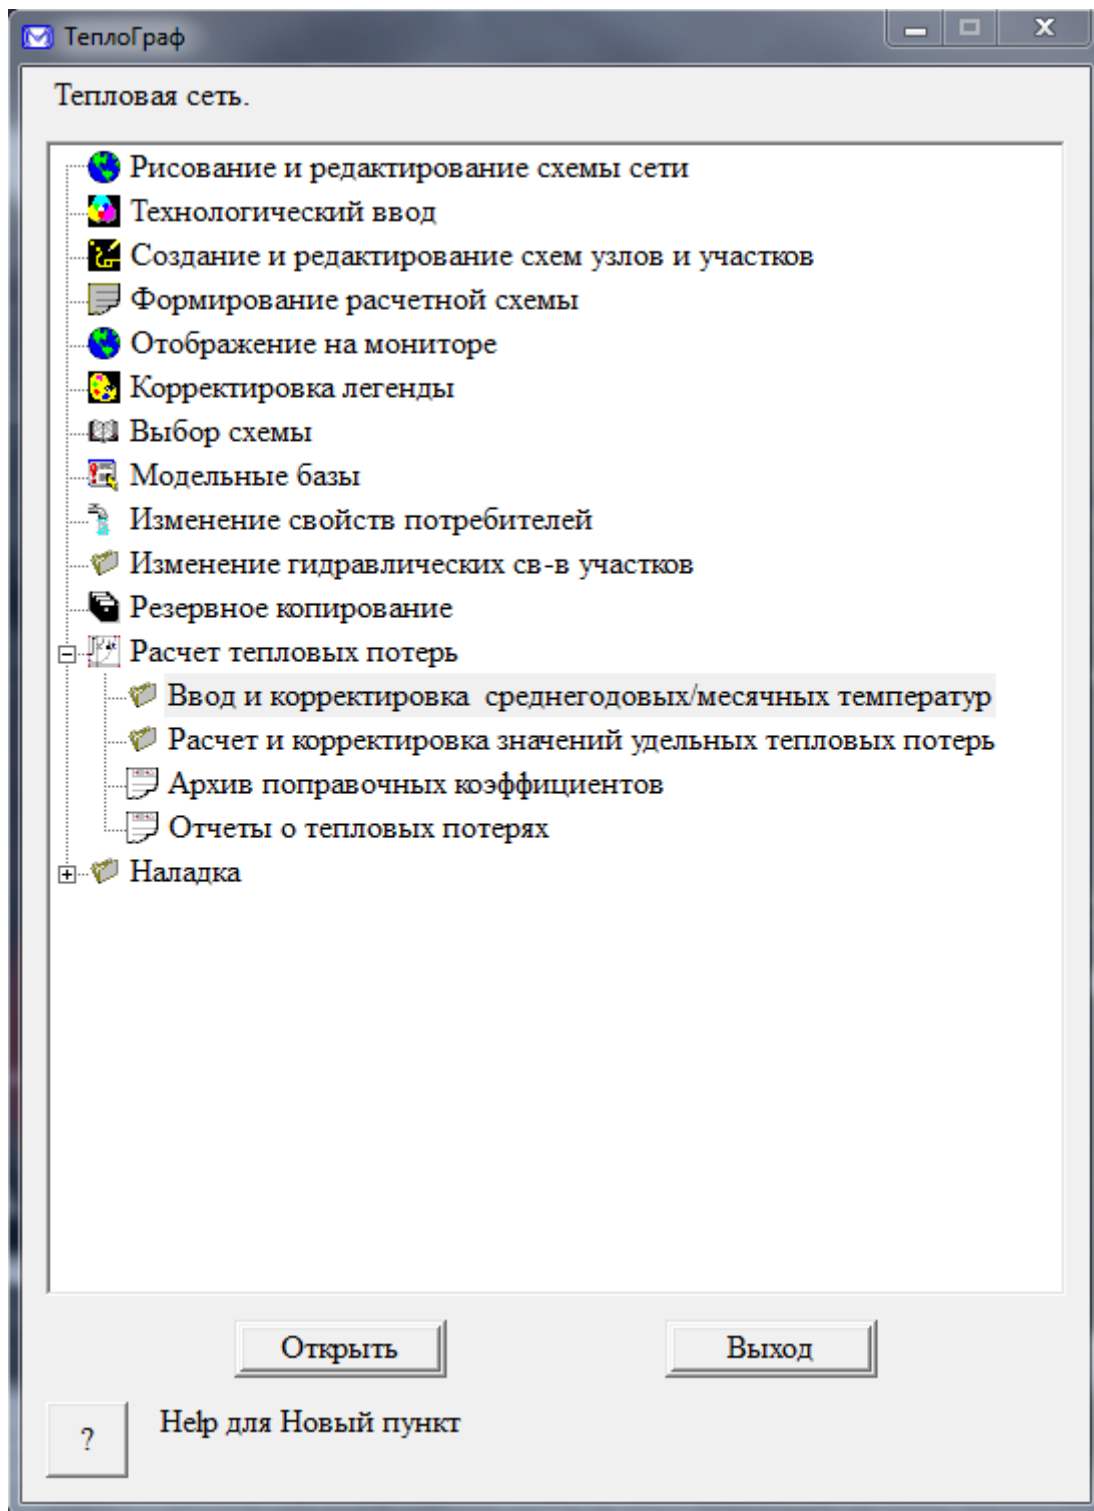 ТеплоГраф
Тепловая сеть.
Рисование и редактирование схемы сети
Технологический ввод
Создание и редактирование схем узлов и участков
Формирование расчетной схемы
Отображение на мониторе
Корректировка легенды
Выбор схемы
Модельные базы
Изменение свойств потребителей
Изменение гидравлических св-в участков
Резервное копирование
Расчет тепловых потерь
Ввод и корректировка  среднегодовых/месячных температур
Расчет и корректировка значений удельных тепловых потерь
Архив поправочных коэффициентов
Отчеты о тепловых потерях
Наладка
Открыть Выход
? Help для Новый пункт